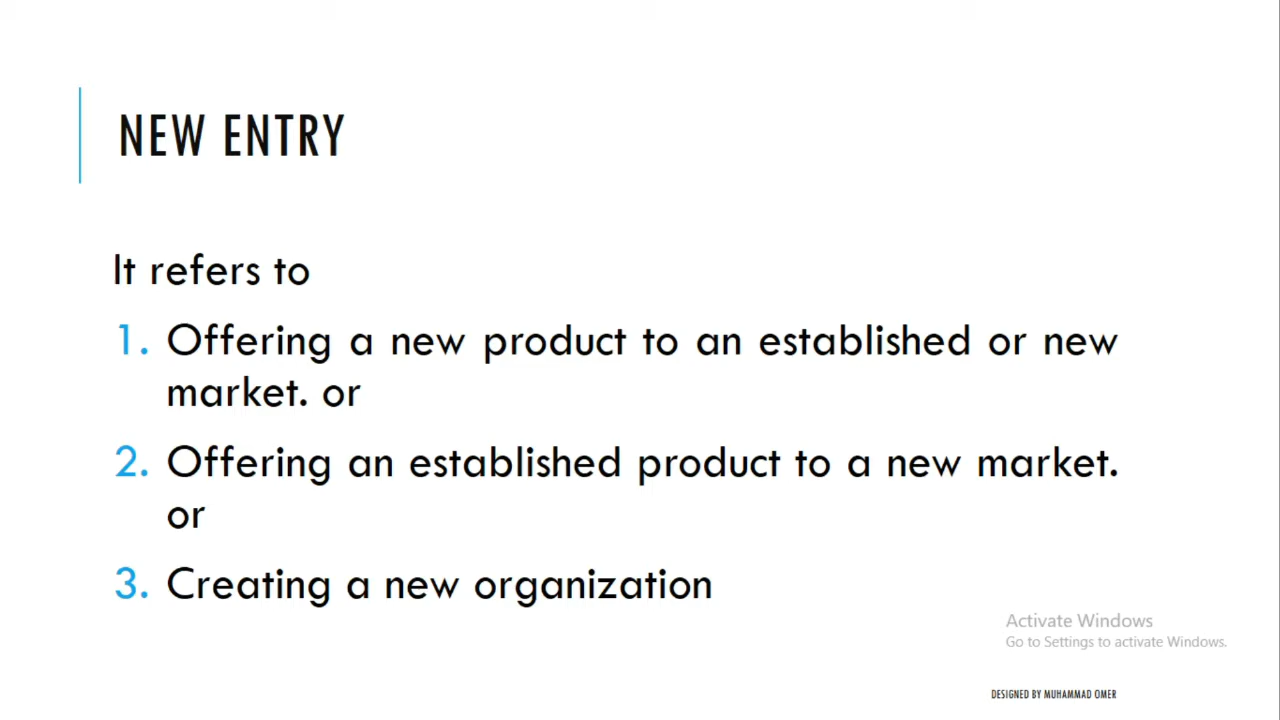 NEW ENTRY
It refers to
1. Offering a new product to an established or new
market. or
2. Offering an established product to a new market.
or
3. Creating a new organization
Activate Windows
Go to Settings to activate Windows.
DESIGNED BY MUHAMMAD OMER